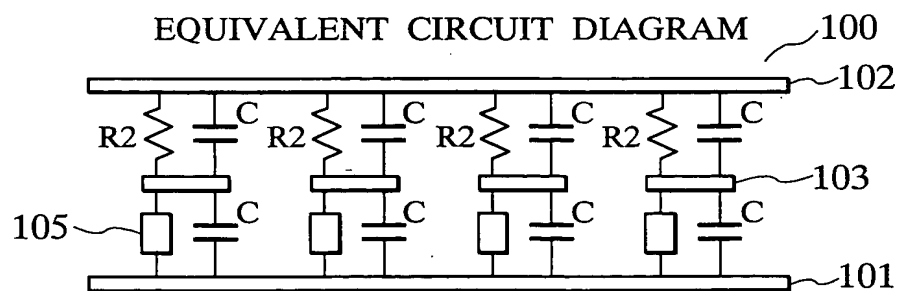 EQUIVALENT CIRCUIT DIAGRAM
100
102
R2 C R2 C R2 C R2 C
103
105 C C C C
101